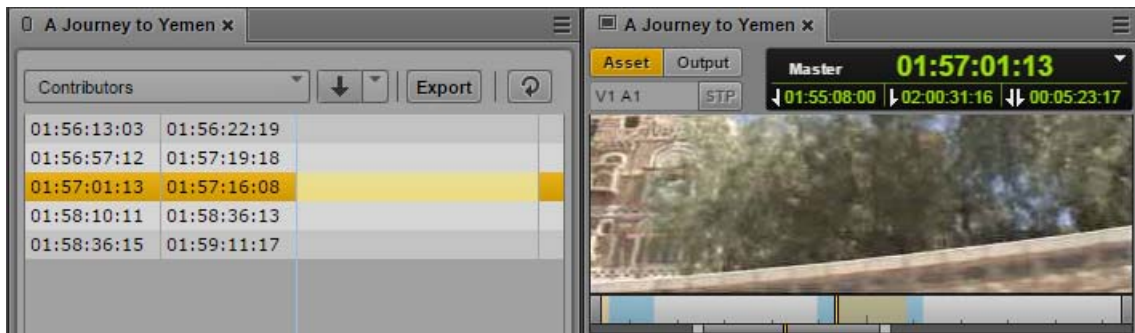 A Journey to Yemen ×
Contributors
Export
01:56:13:03 01:56:22:19
01:56:57:12 01:57:19:18
01:57:01:13 01:57:16:08
01:58:10:11 01:58:36:13
01:58:36:15 01:59:11:17
A Journey to Yemen ×
Asset Output
Master 01:57:01:13
V1 A1 STP
01:55:08:00 02:00:31:16 00:05:23:17